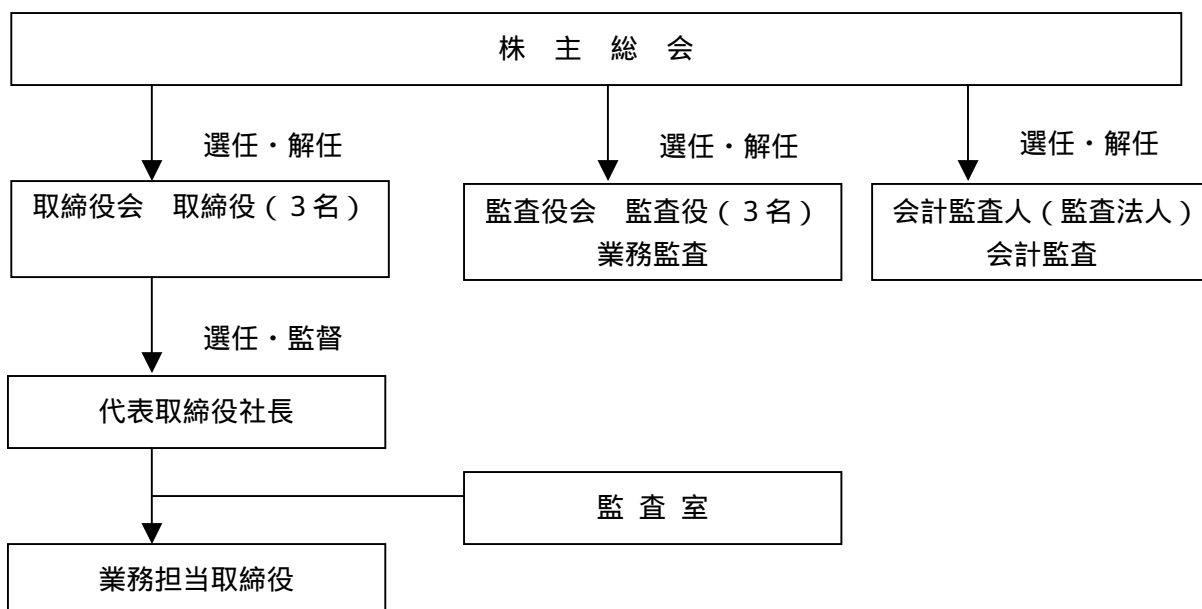 株 主 総 会
選任・解任
選任・解任
選任・解任
取締役会 取締役(3名)
監査役会 監査役(3名)
業務監査
会計監査人(監査法人)
会計監査
選任・監督
代表取締役社長
監 査 室
業務担当取締役